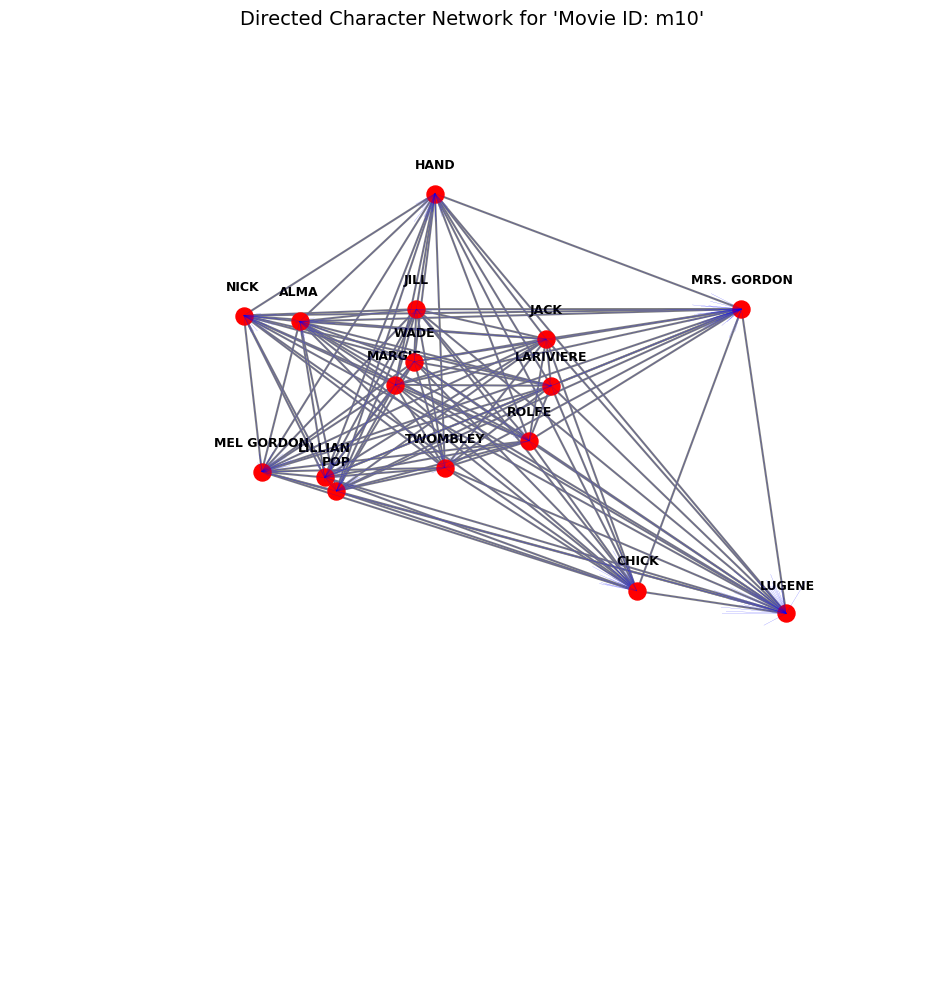 Directed Character Network for 'Movie ID: m10'
HAND
JILL
MRS. GORDON
NICK
ALMA
JACK
WADE
MARGIE
LARIVIERE
ROLFE
TWOMBLEY
MEL GORDON
LILLIAN
POP
CHICK
LUGENE